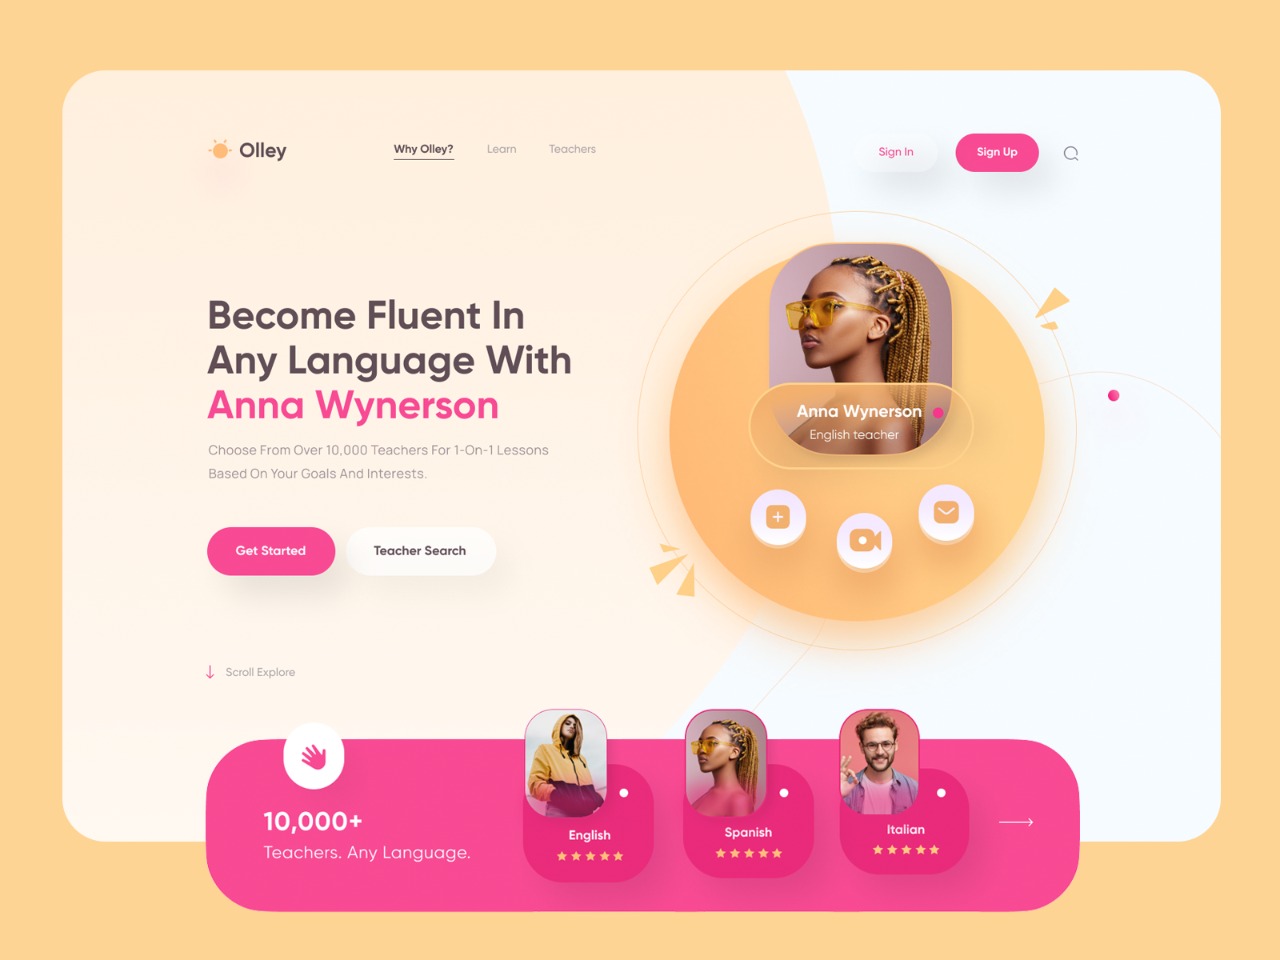 Olley
Why Olley?
Learn
Teachers
Sign In
Sign Up
Become Fluent In
Any Language With
Anna Wynerson
Choose From Over 10,000 Teachers For 1-On-1 Lessons
Based On Your Goals And Interests.
Get Started
Teacher Search
Anna Wynerson
English teacher
Scroll Explore
10,000+
Teachers. Any Language.
English
Spanish
Italian